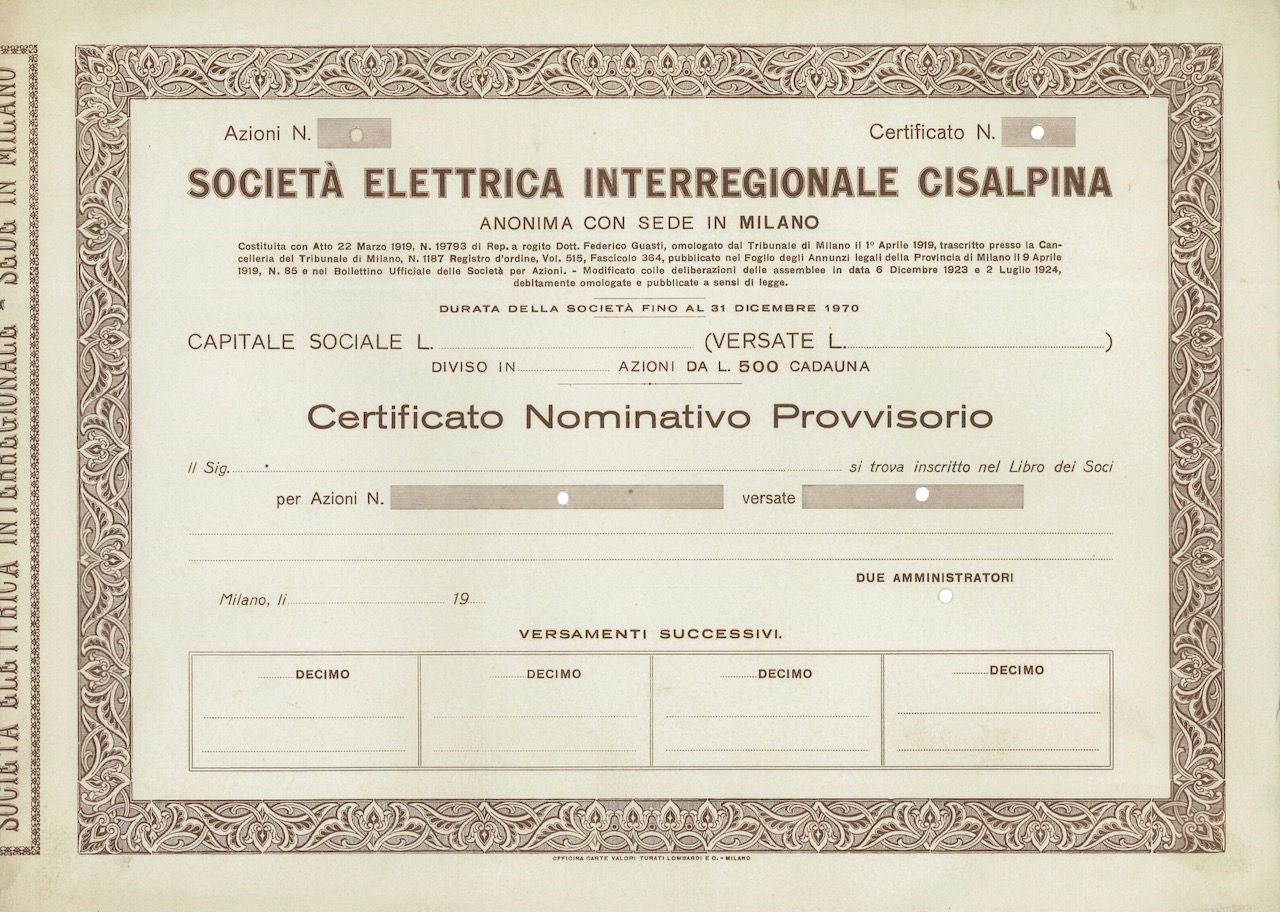 SOCIETÀ ELETTRICA INTERREGIONALE - SEDE IN MILANO
Azioni N.
Certificato N.
SOCIETÀ ELETTRICA INTERREGIONALE CISALPINA
ANONIMA CON SEDE IN MILANO
Costituita con Atto 22 Marzo 1919, N. 19793 di Rep. a rogito Dott. Federico Guasti, omologato dal Tribunale di Milano il 1º Aprile 1919, trascritto presso la Can-
celleria del Tribunale di Milano, N. 1187 Registro d'ordine, Vol. 515, Fascicolo 364, pubblicato nel Foglio degli Annunzi legali della Provincia di Milano il 9 Aprile
1919, N. 85 e nel Bollettino Ufficiale delle Società per Azioni. - Modificato colle deliberazioni delle assemblee in data 6 Dicembre 1923 e 2 Luglio 1924,
debitamente omologate e pubblicate a sensi di legge.
DURATA DELLA SOCIETÀ FINO AL 31 DICEMBRE 1970
CAPITALE SOCIALE L. (VERSATE L. )
DIVISO IN AZIONI DA L. 500 CADAUNA
Certificato Nominativo Provvisorio
Il Sig. si trova inscritto nel Libro dei Soci
per Azioni N. versate
DUE AMMINISTRATORI
Milano, li 19
VERSAMENTI SUCCESSIVI.
DECIMO DECIMO DECIMO DECIMO
OFFICINA CARTE VALORI TURATI LOMBARDI E C. - MILANO